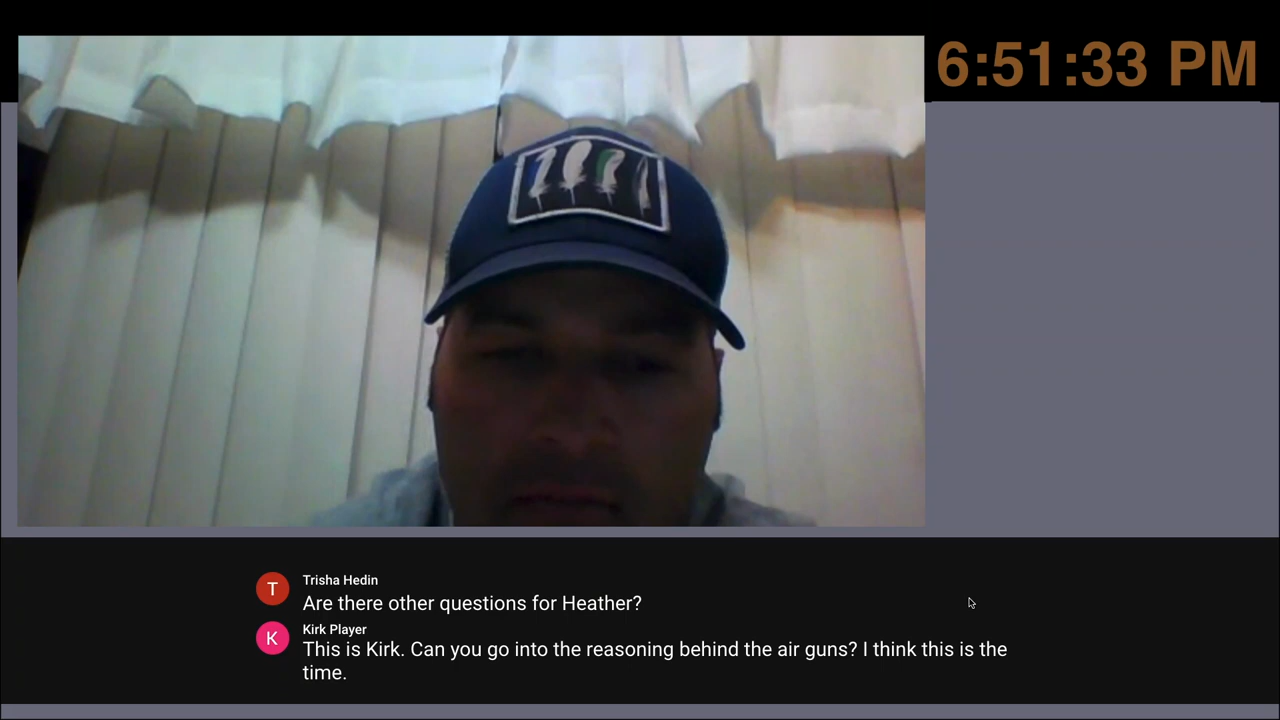 6:51:33 PM
T
Trisha Hedin
Are there other questions for Heather?
K
Kirk Player
This is Kirk. Can you go into the reasoning behind the air guns? I think this is the
time.